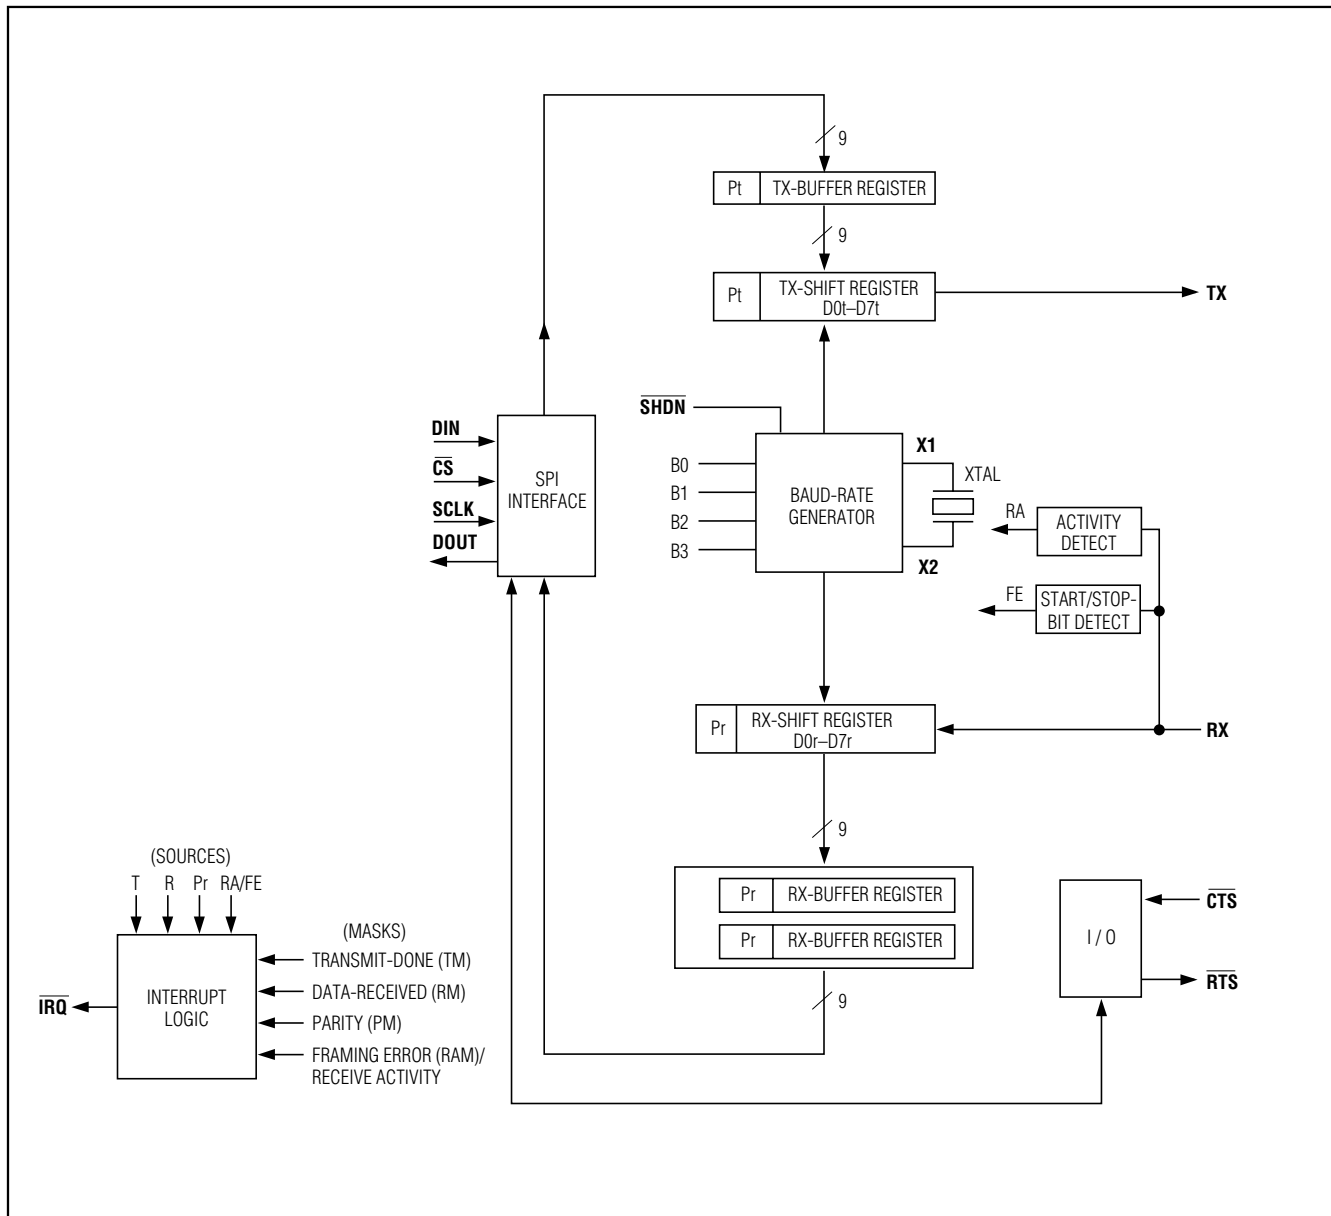 9
Pt TX-BUFFER REGISTER
9
Pt TX-SHIFT REGISTER
D0t–D7t
TX
SHDN
DIN
CS
SCLK
DOUT
SPI
INTERFACE
B0
B1
B2
B3
BAUD-RATE
GENERATOR
X1
XTAL
X2
RA
ACTIVITY
DETECT
FE
START/STOP-
BIT DETECT
Pr RX-SHIFT REGISTER
D0r–D7r
RX
9
Pr RX-BUFFER REGISTER
Pr RX-BUFFER REGISTER
9
I / O
CTS
RTS
(SOURCES)
T R Pr RA/FE
(MASKS)
TRANSMIT-DONE (TM)
DATA-RECEIVED (RM)
PARITY (PM)
FRAMING ERROR (RAM)/
RECEIVE ACTIVITY
INTERRUPT
LOGIC
IRQ